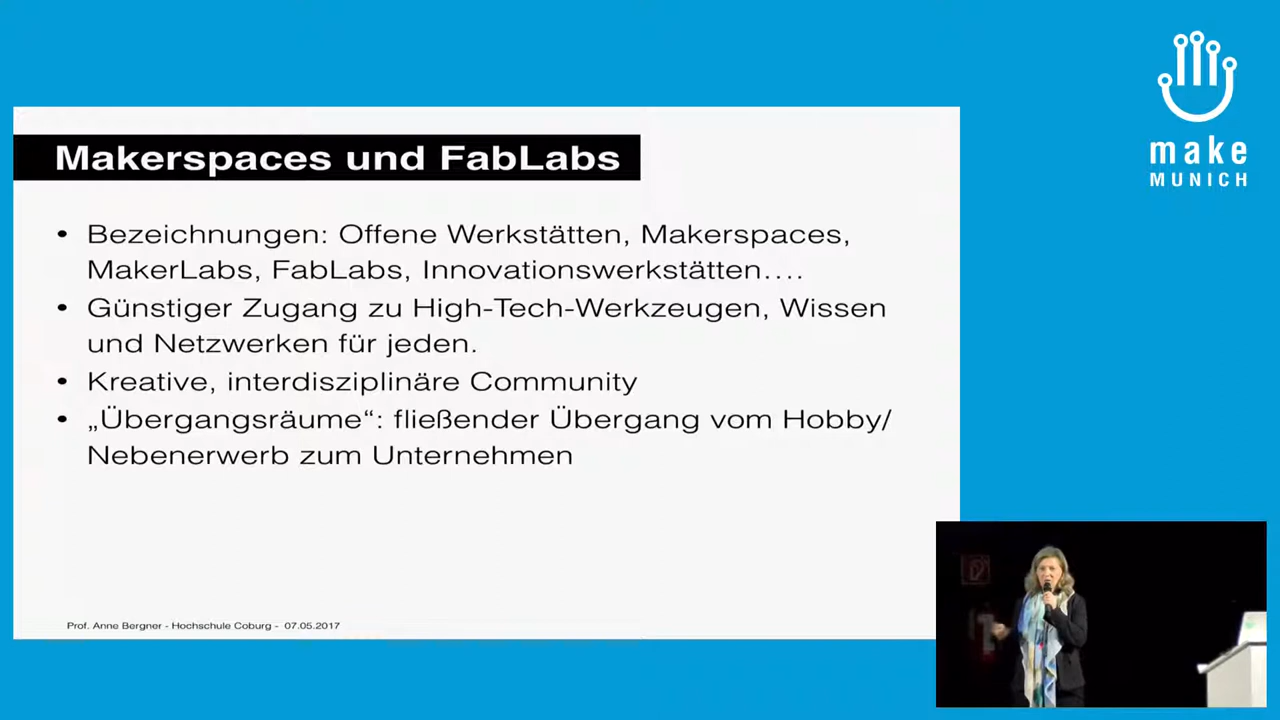 make
MUNICH
Makerspaces und FabLabs
• Bezeichnungen: Offene Werkstätten, Makerspaces,
MakerLabs, FabLabs, Innovationswerkstätten….
• Günstiger Zugang zu High-Tech-Werkzeugen, Wissen
und Netzwerken für jeden.
• Kreative, interdisziplinäre Community
• „Übergangsräume“: fließender Übergang vom Hobby/
Nebenerwerb zum Unternehmen
Prof. Anne Bergner - Hochschule Coburg - 07.05.2017